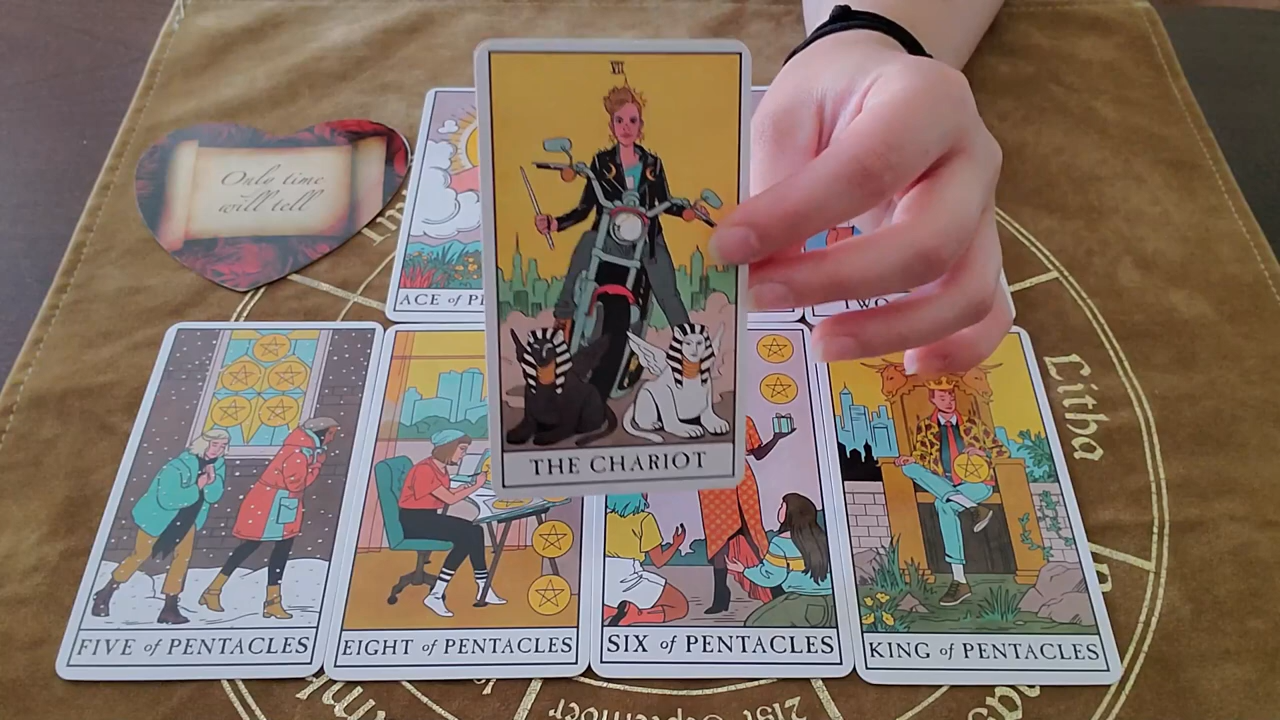 VII
Only time
will tell
ACE of
TWO
THE CHARIOT
Litha
FIVE of PENTACLES
EIGHT of PENTACLES
SIX of PENTACLES
KING of PENTACLES
21st September